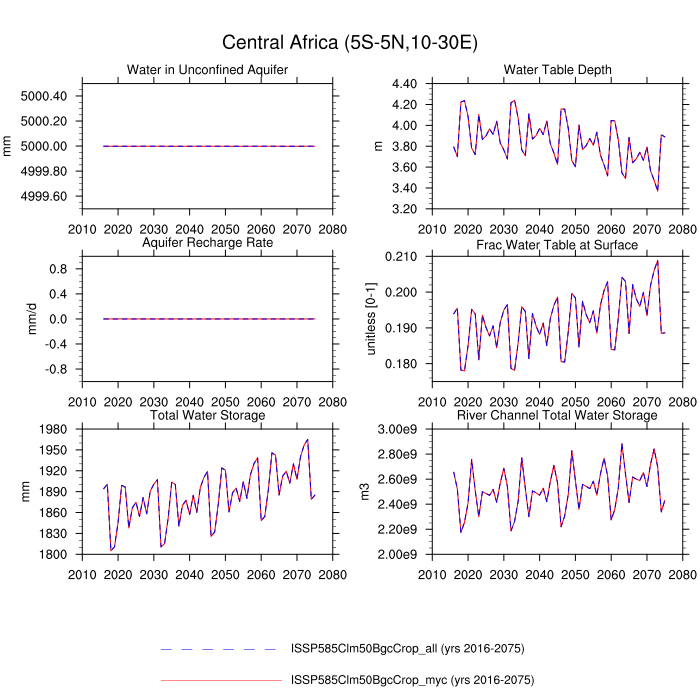 Central Africa (5S-5N,10-30E)
Water in Unconfined Aquifer
5000.40
5000.20
5000.00
4999.80
4999.60
mm
2010 2020 2030 2040 2050 2060 2070 2080
Water Table Depth
4.40
4.20
4.00
3.80
3.60
3.40
3.20
m
2010 2020 2030 2040 2050 2060 2070 2080
Aquifer Recharge Rate
0.8
0.4
0.0
-0.4
-0.8
mm/d
2010 2020 2030 2040 2050 2060 2070 2080
Frac Water Table at Surface
0.210
0.200
0.190
0.180
unitless [0-1]
2010 2020 2030 2040 2050 2060 2070 2080
Total Water Storage
1980
1950
1920
1890
1860
1830
1800
mm
2010 2020 2030 2040 2050 2060 2070 2080
River Channel Total Water Storage
3.00e9
2.80e9
2.60e9
2.40e9
2.20e9
2.00e9
m3
2010 2020 2030 2040 2050 2060 2070 2080
ISSP585Clm50BgcCrop_all (yrs 2016-2075)
ISSP585Clm50BgcCrop_myc (yrs 2016-2075)